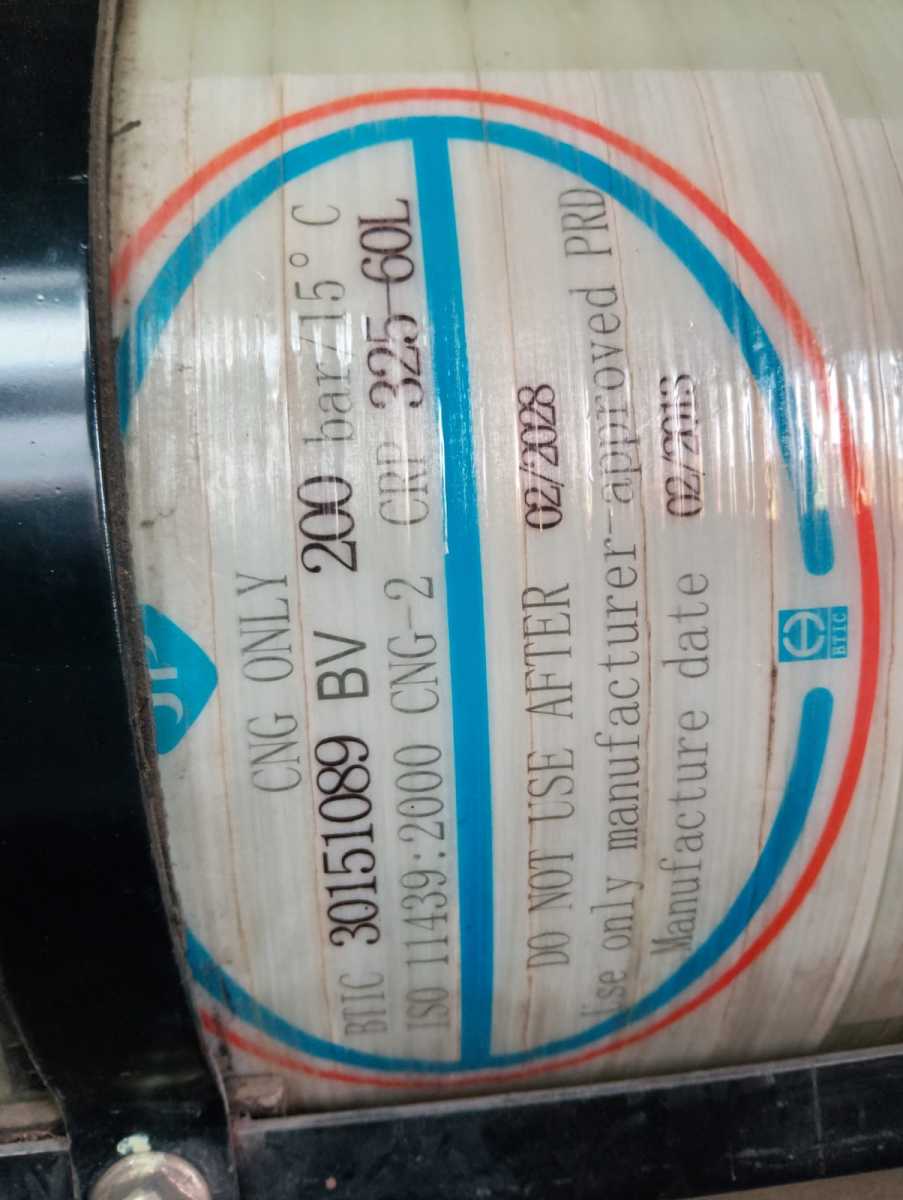 CNG ONLY
BTIC 30151089 BV 200 bar/15°C
ISO 11439:2000 CNG-2 CRP 325-60L
DO NOT USE AFTER 02/2028
Use only manufacturer-approved PRD
Manufacture date 02/2013
BTIC